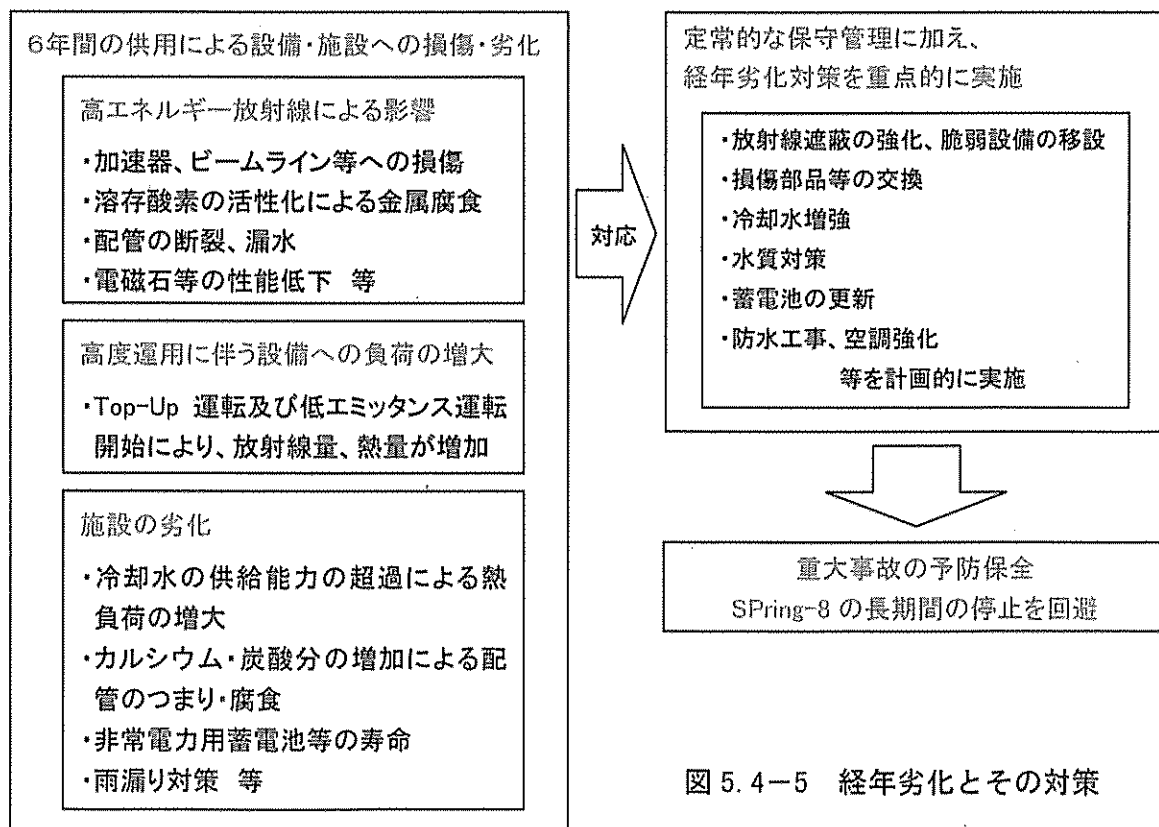 6年間の供用による設備・施設への損傷・劣化
高エネルギー放射線による影響
・加速器、ビームライン等への損傷
・溶存酸素の活性化による金属腐食
・配管の断裂、漏水
・電磁石等の性能低下 等
高度運用に伴う設備への負荷の増大
・Top-Up 運転及び低エミッタンス運転
開始により、放射線量、熱量が増加
施設の劣化
・冷却水の供給能力の超過による熱
負荷の増大
・カルシウム・炭酸分の増加による配
管のつまり・腐食
・非常電力用蓄電池等の寿命
・雨漏り対策 等
対応
定常的な保守管理に加え、
経年劣化対策を重点的に実施
・放射線遮蔽の強化、脆弱設備の移設
・損傷部品等の交換
・冷却水増強
・水質対策
・蓄電池の更新
・防水工事、空調強化
等を計画的に実施
重大事故の予防保全
SPring-8 の長期間の停止を回避
図 5.4－5 経年劣化とその対策